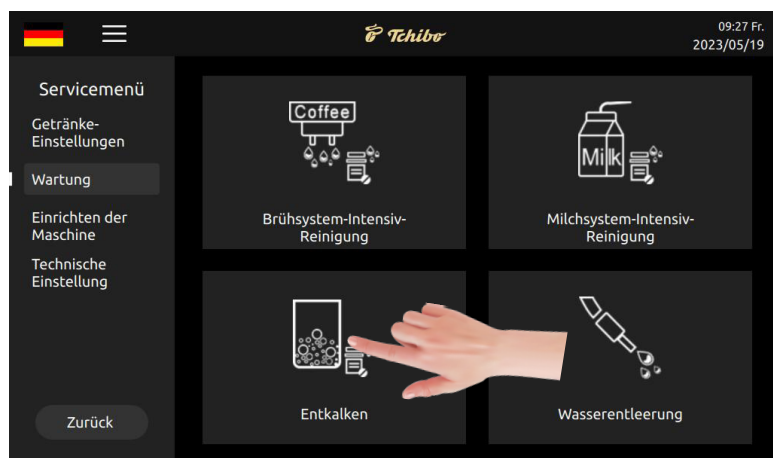 Tchibo
09:27 Fr.
2023/05/19
Servicemenü
Getränke-
Einstellungen
Wartung
Einrichten der
Maschine
Technische
Einstellung
Zurück
Coffee
Brühsystem-Intensiv-
Reinigung
Milk
Milchsystem-Intensiv-
Reinigung
Entkalken
Wasserentleerung